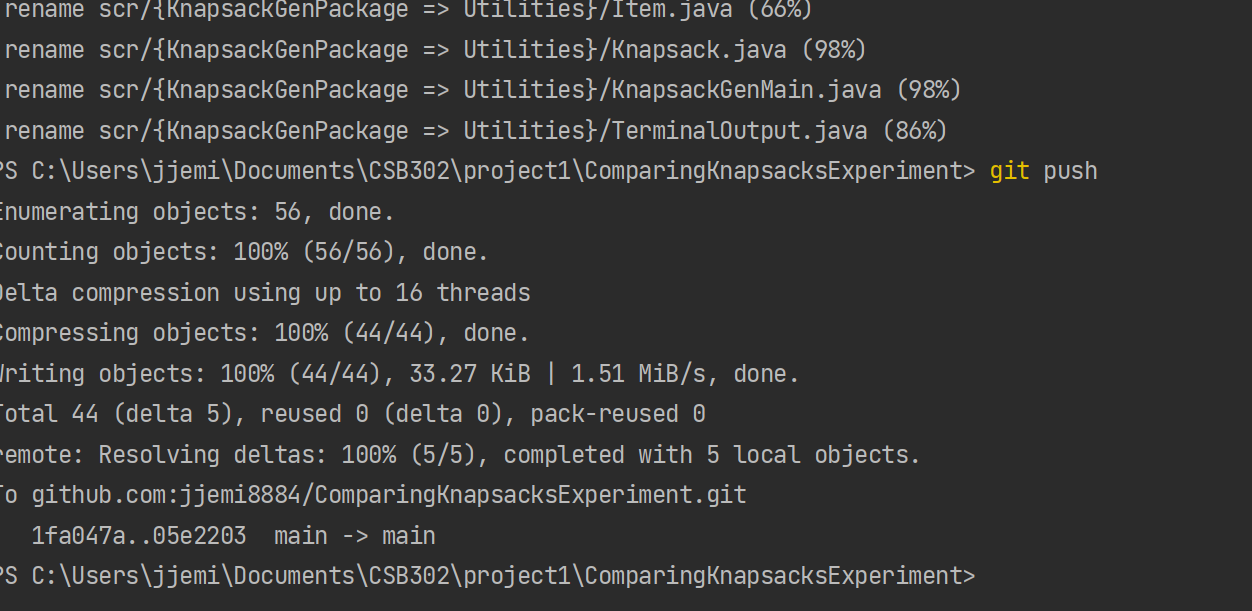 rename scr/{KnapsackGenPackage => Utilities}/Item.java (66%)
rename scr/{KnapsackGenPackage => Utilities}/Knapsack.java (98%)
rename scr/{KnapsackGenPackage => Utilities}/KnapsackGenMain.java (98%)
rename scr/{KnapsackGenPackage => Utilities}/TerminalOutput.java (86%)
PS C:\Users\jjemi\Documents\CSB302\project1\ComparingKnapsacksExperiment> git push
Enumerating objects: 56, done.
Counting objects: 100% (56/56), done.
Delta compression using up to 16 threads
Compressing objects: 100% (44/44), done.
Writing objects: 100% (44/44), 33.27 KiB | 1.51 MiB/s, done.
Total 44 (delta 5), reused 0 (delta 0), pack-reused 0
remote: Resolving deltas: 100% (5/5), completed with 5 local objects.
To github.com:jjemi8884/ComparingKnapsacksExperiment.git
1fa047a..05e2203  main -> main
PS C:\Users\jjemi\Documents\CSB302\project1\ComparingKnapsacksExperiment>